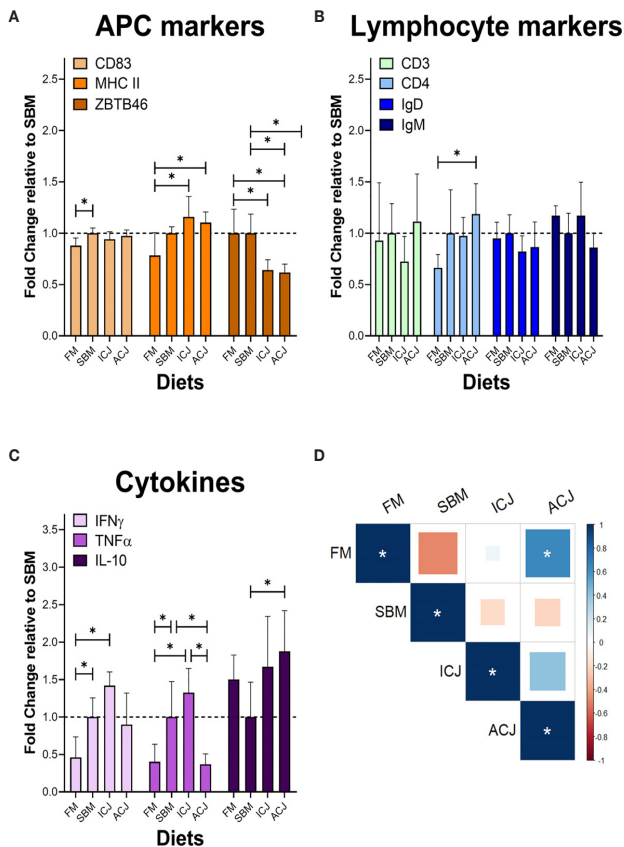 A
APC markers
CD83
MHC II
ZBTB46
Fold Change relative to SBM
2.5
2.0
1.5
1.0
0.5
0.0
*
*
*
*
*
*
*
FM
SBM
ICJ
ACJ
FM
SBM
ICJ
ACJ
FM
SBM
ICJ
ACJ
Diets
B
Lymphocyte markers
CD3
CD4
IgD
IgM
Fold Change relative to SBM
2.5
2.0
1.5
1.0
0.5
0.0
*
FM
SBM
ICJ
ACJ
FM
SBM
ICJ
ACJ
FM
SBM
ICJ
ACJ
FM
SBM
ICJ
ACJ
Diets
C
Cytokines
IFNγ
TNFα
IL-10
Fold Change relative to SBM
3.5
3.0
2.5
2.0
1.5
1.0
0.5
0.0
*
*
*
*
*
*
*
FM
SBM
ICJ
ACJ
FM
SBM
ICJ
ACJ
FM
SBM
ICJ
ACJ
Diets
D
FM
SBM
ICJ
ACJ
FM
*
*
SBM
*
ICJ
*
ACJ
*
1
0.8
0.6
0.4
0.2
0
-0.2
-0.4
-0.6
-0.8
-1